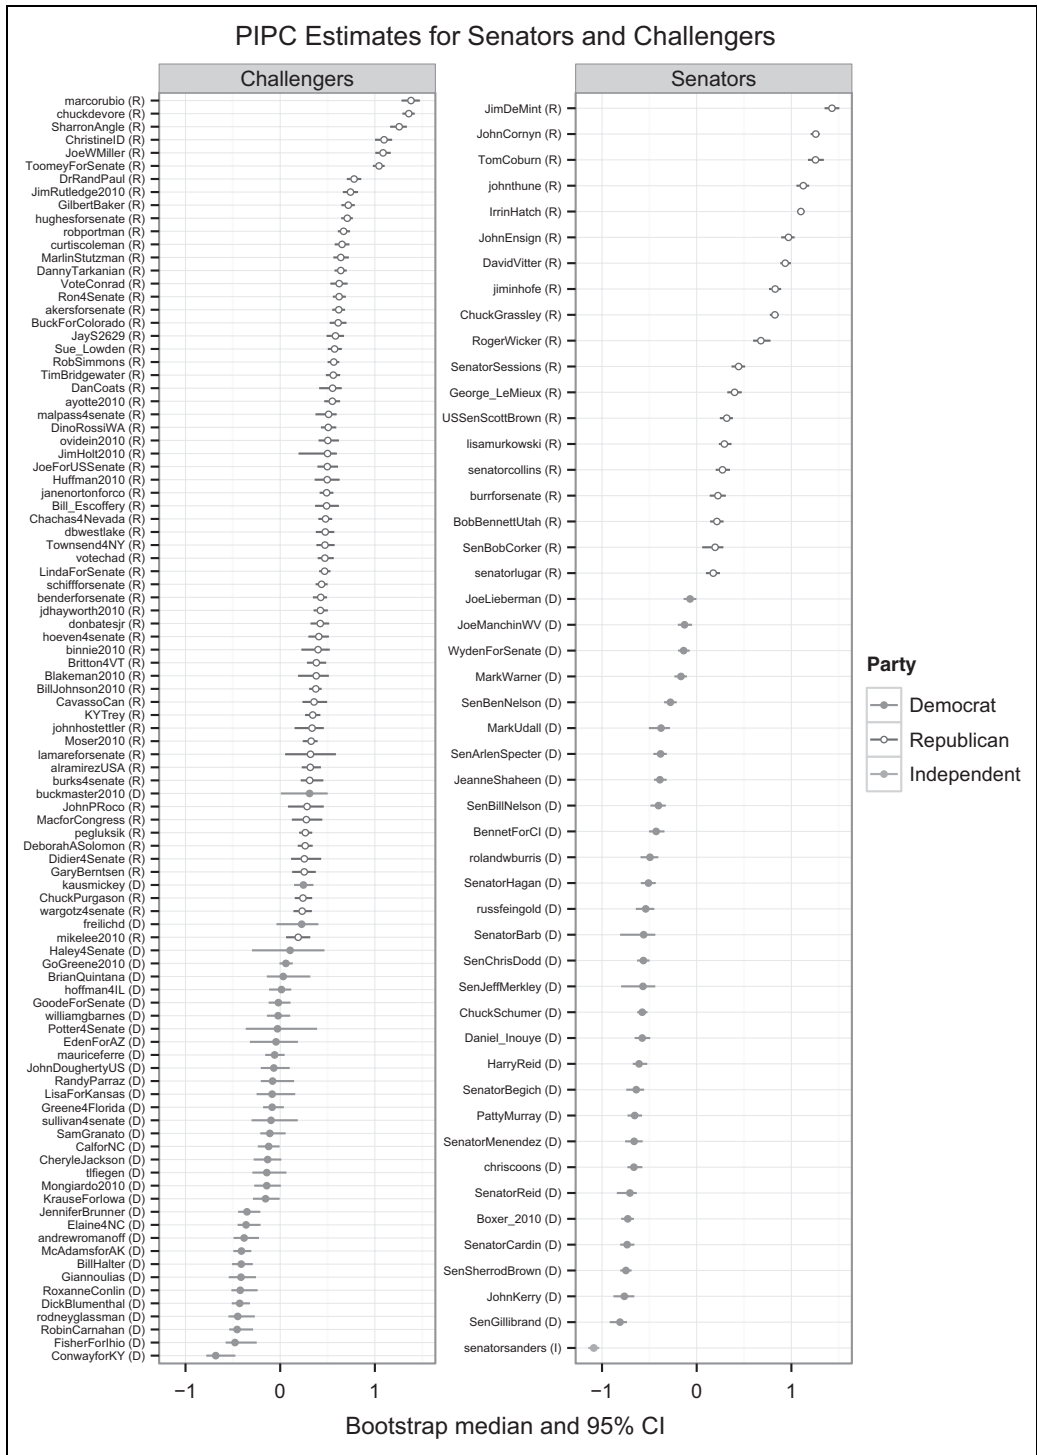 PIPC Estimates for Senators and Challengers
Challengers
marcorubio (R)
chuckdevore (R)
SharronAngle (R)
ChristineID (R)
JoeWMiller (R)
ToomeyForSenate (R)
DrRandPaul (R)
JimRutledge2010 (R)
GilbertBaker (R)
hughesforsenate (R)
robportman (R)
curtiscoleman (R)
MarlinStutzman (R)
DannyTarkanian (R)
VoteConrad (R)
Ron4Senate (R)
akersforsenate (R)
BuckForColorado (R)
JayS2629 (R)
Sue_Lowden (R)
RobSimmons (R)
TimBridgewater (R)
DanCoats (R)
ayotte2010 (R)
malpass4senate (R)
DinoRossiWA (R)
ovidein2010 (R)
JimHolt2010 (R)
JoeForUSSenate (R)
Huffman2010 (R)
janenortonforco (R)
Bill_Escoffery (R)
Chachas4Nevada (R)
dbwestlake (R)
Townsend4NY (R)
votechad (R)
LindaForSenate (R)
schiffforsenate (R)
benderforsenate (R)
jdhayworth2010 (R)
donbatesjr (R)
hoeven4senate (R)
binnie2010 (R)
Britton4VT (R)
Blakeman2010 (R)
BillJohnson2010 (R)
CavassoCan (R)
KYTrey (R)
johnhostettler (R)
Moser2010 (R)
lamareforsenate (R)
alramirezUSA (R)
burks4senate (R)
buckmaster2010 (D)
JohnPRoco (R)
MacforCongress (R)
pegluksik (R)
DeborahASolomon (R)
Didier4Senate (R)
GaryBerntsen (R)
kausmickey (D)
ChuckPurgason (R)
wargotz4senate (R)
freilichd (D)
mikelee2010 (R)
Haley4Senate (D)
GoGreene2010 (D)
BrianQuintana (D)
hoffman4IL (D)
GoodeForSenate (D)
williamgbarnes (D)
Potter4Senate (D)
EdenForAZ (D)
mauriceferre (D)
JohnDoughertyUS (D)
RandyParraz (D)
LisaForKansas (D)
Greene4Florida (D)
sullivan4senate (D)
SamGranato (D)
CalforNC (D)
CheryleJackson (D)
tlfiegen (D)
Mongiardo2010 (D)
KrauseForIowa (D)
JenniferBrunner (D)
Elaine4NC (D)
andrewromanoff (D)
McAdamsforAK (D)
BillHalter (D)
Giannoulias (D)
RoxanneConlin (D)
DickBlumenthal (D)
rodneyglassman (D)
RobinCarnahan (D)
FisherForIhio (D)
ConwayforKY (D)
−1 0 1
Senators
JimDeMint (R)
JohnCornyn (R)
TomCoburn (R)
johnthune (R)
IrrinHatch (R)
JohnEnsign (R)
DavidVitter (R)
jiminhofe (R)
ChuckGrassley (R)
RogerWicker (R)
SenatorSessions (R)
George_LeMieux (R)
USSenScottBrown (R)
lisamurkowski (R)
senatorcollins (R)
burrforsenate (R)
BobBennettUtah (R)
SenBobCorker (R)
senatorlugar (R)
JoeLieberman (D)
JoeManchinWV (D)
WydenForSenate (D)
MarkWarner (D)
SenBenNelson (D)
MarkUdall (D)
SenArlenSpecter (D)
JeanneShaheen (D)
SenBillNelson (D)
BennetForCI (D)
rolandwburris (D)
SenatorHagan (D)
russfeingold (D)
SenatorBarb (D)
SenChrisDodd (D)
SenJeffMerkley (D)
ChuckSchumer (D)
Daniel_Inouye (D)
HarryReid (D)
SenatorBegich (D)
PattyMurray (D)
SenatorMenendez (D)
chriscoons (D)
SenatorReid (D)
Boxer_2010 (D)
SenatorCardin (D)
SenSherrodBrown (D)
JohnKerry (D)
SenGillibrand (D)
senatorsanders (I)
−1 0 1
Bootstrap median and 95% CI
Party
Democrat
Republican
Independent